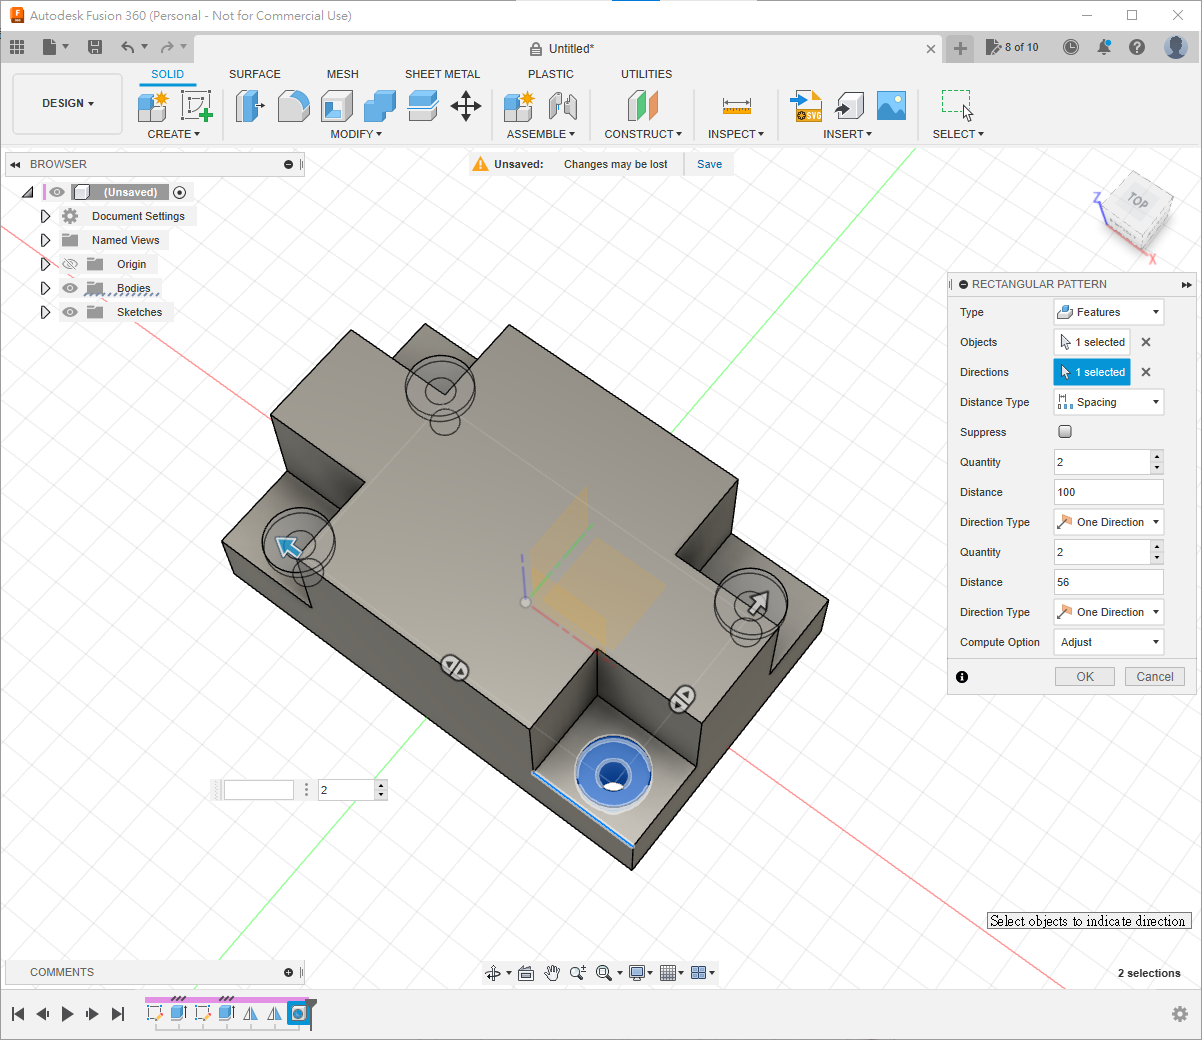 Autodesk Fusion 360 (Personal - Not for Commercial Use)
Untitled*
8 of 10
DESIGN
SOLID
SURFACE
MESH
SHEET METAL
PLASTIC
UTILITIES
CREATE
MODIFY
ASSEMBLE
CONSTRUCT
INSPECT
INSERT
SELECT
SVG
BROWSER
Unsaved:
Changes may be lost
Save
(Unsaved)
Document Settings
Named Views
Origin
Bodies
Sketches
TOP
Z
X
RECTANGULAR PATTERN
Type
Features
Objects
1 selected
Directions
1 selected
Distance Type
Spacing
Suppress
Quantity
2
Distance
100
Direction Type
One Direction
Quantity
2
Distance
56
Direction Type
One Direction
Compute Option
Adjust
OK
Cancel
2
Select objects to indicate direction
COMMENTS
2 selections